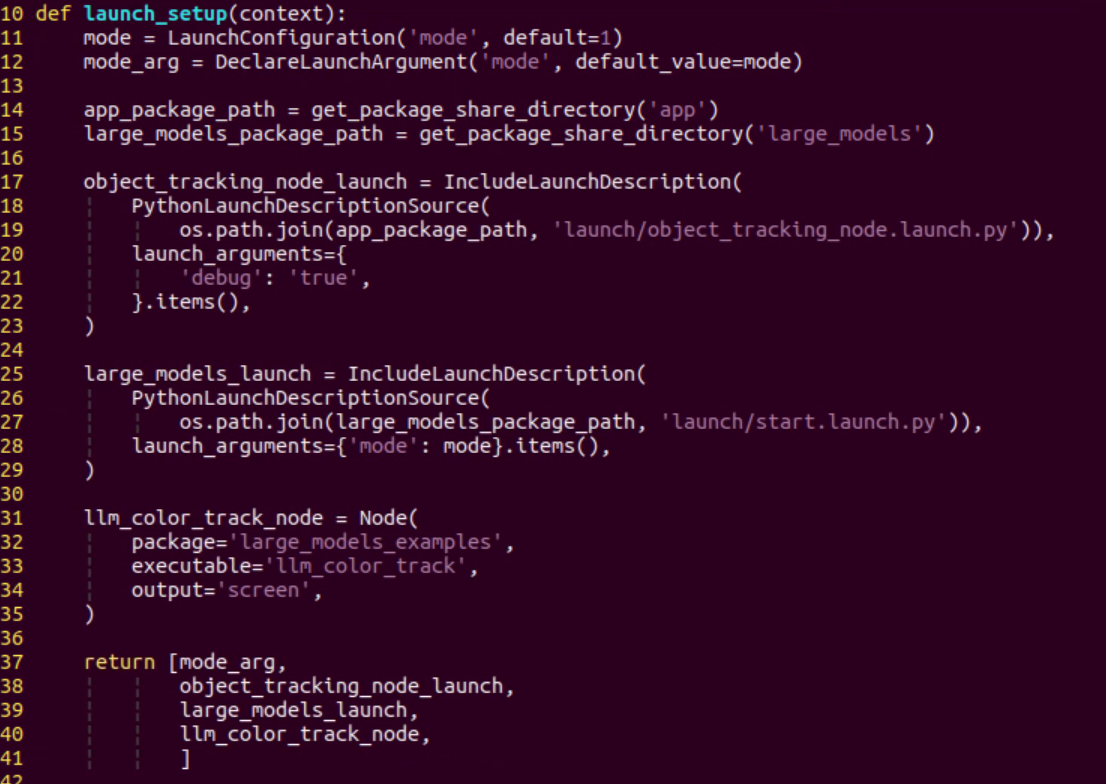 10 def launch_setup(context):
11     mode = LaunchConfiguration('mode', default=1)
12     mode_arg = DeclareLaunchArgument('mode', default_value=mode)
13
14     app_package_path = get_package_share_directory('app')
15     large_models_package_path = get_package_share_directory('large_models')
16
17     object_tracking_node_launch = IncludeLaunchDescription(
18         PythonLaunchDescriptionSource(
19             os.path.join(app_package_path, 'launch/object_tracking_node.launch.py')),
20         launch_arguments={
21             'debug': 'true',
22         }.items(),
23     )
24
25     large_models_launch = IncludeLaunchDescription(
26         PythonLaunchDescriptionSource(
27             os.path.join(large_models_package_path, 'launch/start.launch.py')),
28         launch_arguments={'mode': mode}.items(),
29     )
30
31     llm_color_track_node = Node(
32         package='large_models_examples',
33         executable='llm_color_track',
34         output='screen',
35     )
36
37     return [mode_arg,
38             object_tracking_node_launch,
39             large_models_launch,
40             llm_color_track_node,
41             ]
42